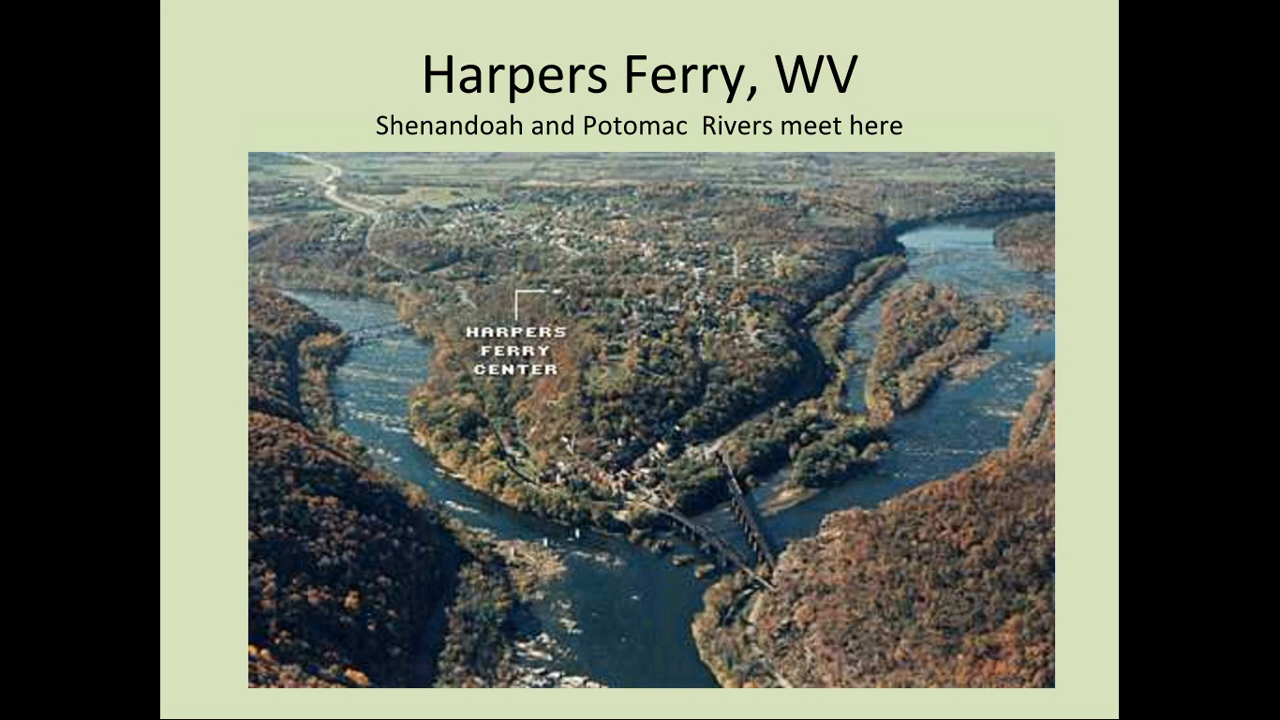 Harpers Ferry, WV
Shenandoah and Potomac  Rivers meet here
HARPERS
FERRY
CENTER